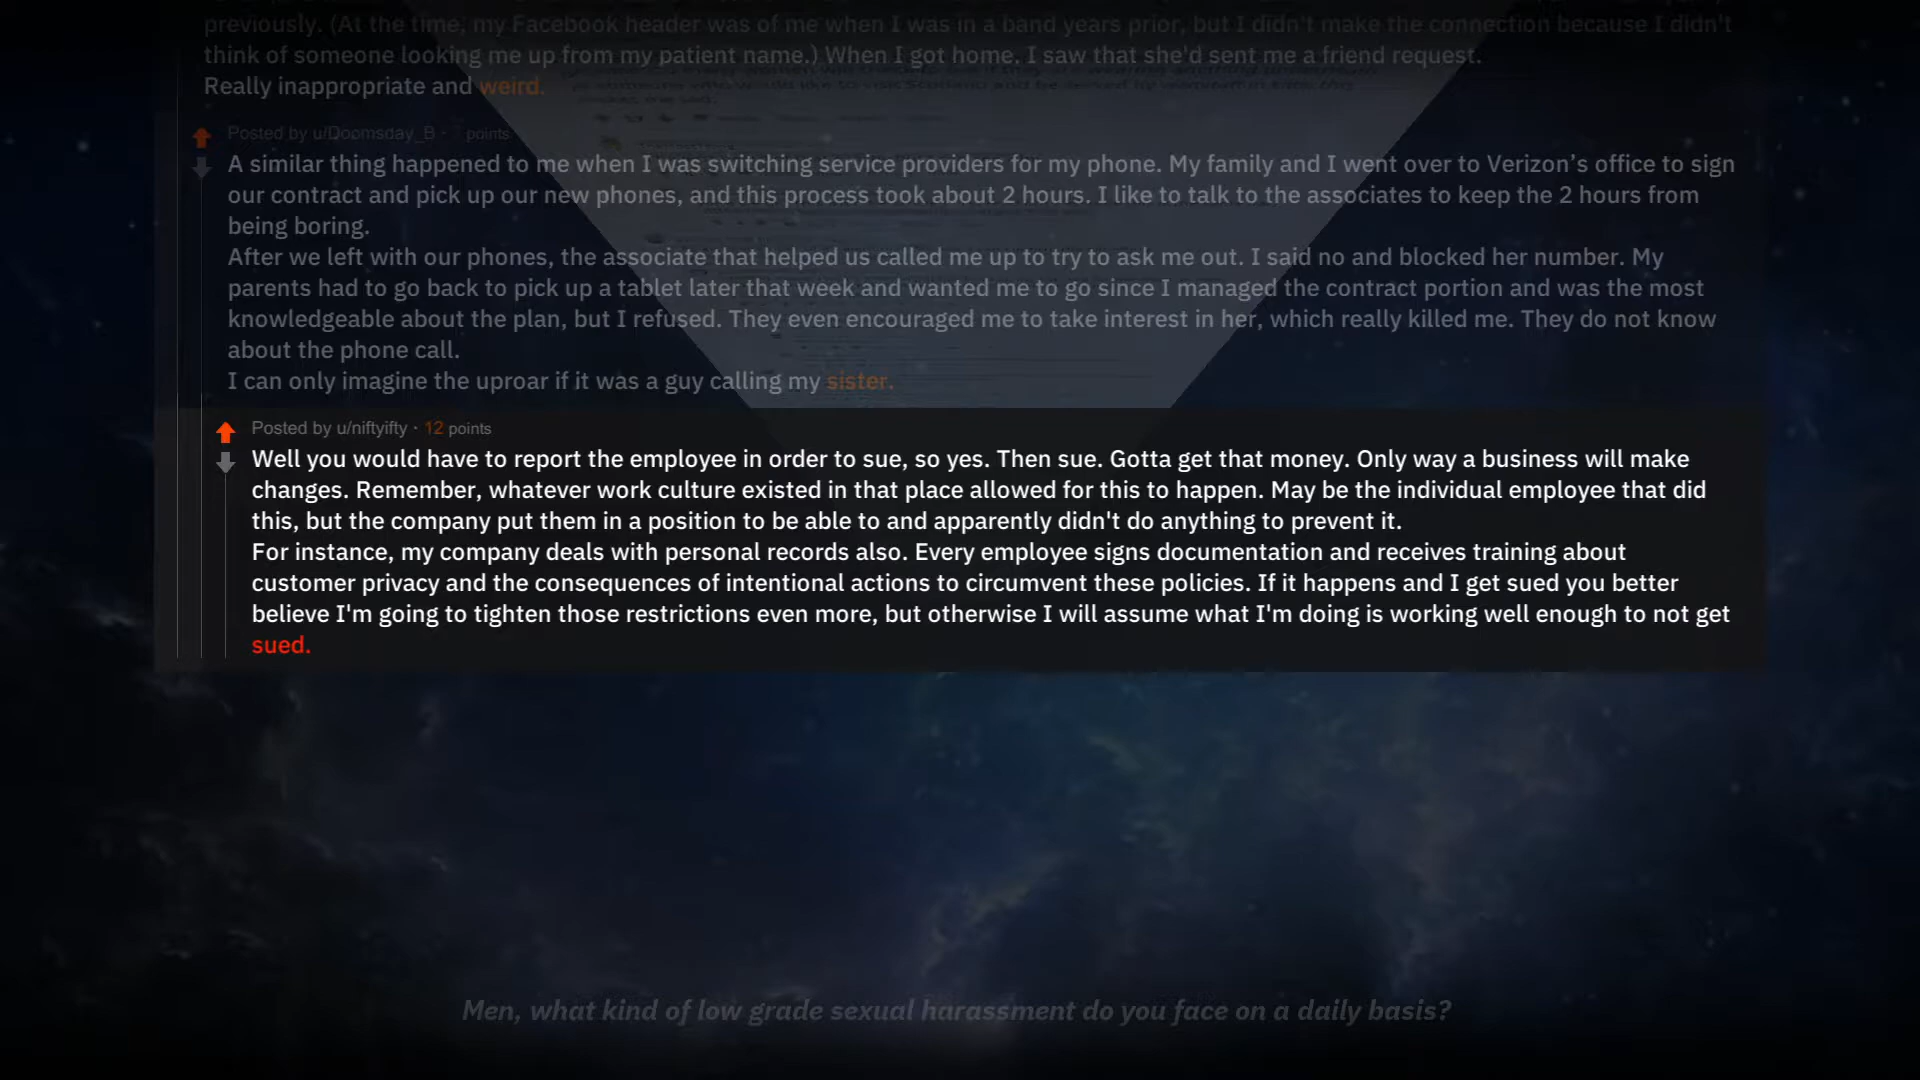 previously. (At the time, my Facebook header was of me when I was in a band years prior, but I didn't make the connection because I didn't
think of someone looking me up from my patient name.) When I got home. I saw that she'd sent me a friend request.
Really inappropriate and weird.
Posted by u/Doomsday_B · 7 points
A similar thing happened to me when I was switching service providers for my phone. My family and I went over to Verizon’s office to sign
our contract and pick up our new phones, and this process took about 2 hours. I like to talk to the associates to keep the 2 hours from
being boring.
After we left with our phones, the associate that helped us called me up to try to ask me out. I said no and blocked her number. My
parents had to go back to pick up a tablet later that week and wanted me to go since I managed the contract portion and was the most
knowledgeable about the plan, but I refused. They even encouraged me to take interest in her, which really killed me. They do not know
about the phone call.
I can only imagine the uproar if it was a guy calling my sister.
Posted by u/niftyifty · 12 points
Well you would have to report the employee in order to sue, so yes. Then sue. Gotta get that money. Only way a business will make
changes. Remember, whatever work culture existed in that place allowed for this to happen. May be the individual employee that did
this, but the company put them in a position to be able to and apparently didn't do anything to prevent it.
For instance, my company deals with personal records also. Every employee signs documentation and receives training about
customer privacy and the consequences of intentional actions to circumvent these policies. If it happens and I get sued you better
believe I'm going to tighten those restrictions even more, but otherwise I will assume what I'm doing is working well enough to not get
sued.
Men, what kind of low grade sexual harassment do you face on a daily basis?